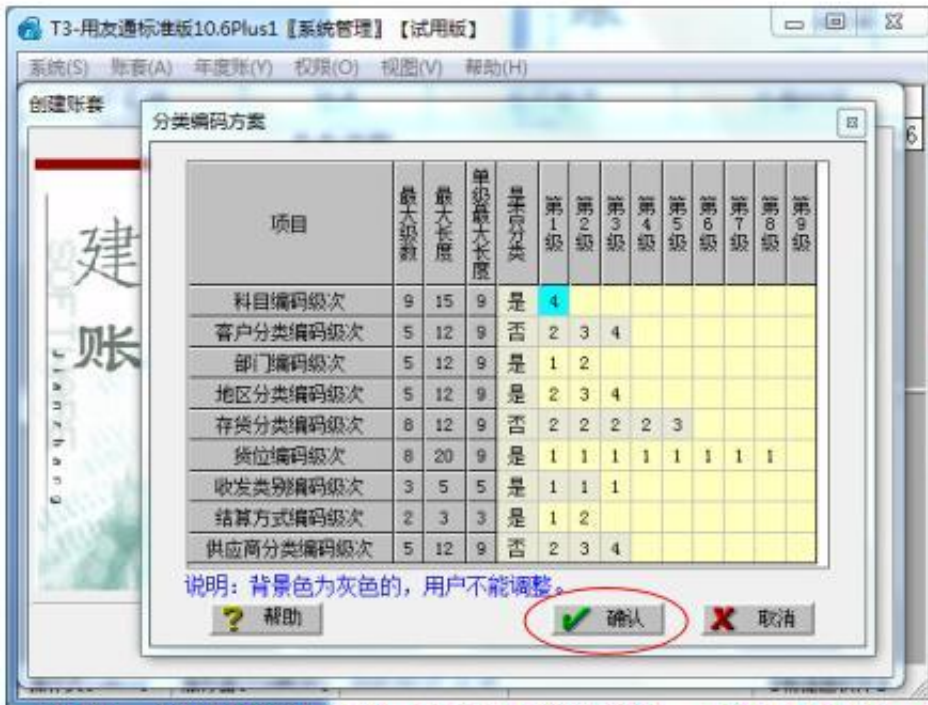 T3-用友通标准版10.6Plus1〖系统管理〗【试用版】
系统(S) 账套(A) 年度账(Y) 权限(O) 视图(V) 帮助(H)
创建账套
6
分类编码方案
建
账
jianzhang
项目 最大级数 最大长度 单级最大长度 是否分类 第1级 第2级 第3级 第4级 第5级 第6级 第7级 第8级 第9级
科目编码级次 9 15 9 是 4
客户分类编码级次 5 12 9 否 2 3 4
部门编码级次 5 12 9 是 1 2
地区分类编码级次 5 12 9 是 2 3 4
存货分类编码级次 8 12 9 否 2 2 2 2 3
货位编码级次 8 20 9 是 1 1 1 1 1 1 1 1
收发类别编码级次 3 5 5 是 1 1 1
结算方式编码级次 2 3 3 是 1 2
供应商分类编码级次 5 12 9 否 2 3 4
说明：背景色为灰色的，用户不能调整。
帮助 确认 取消